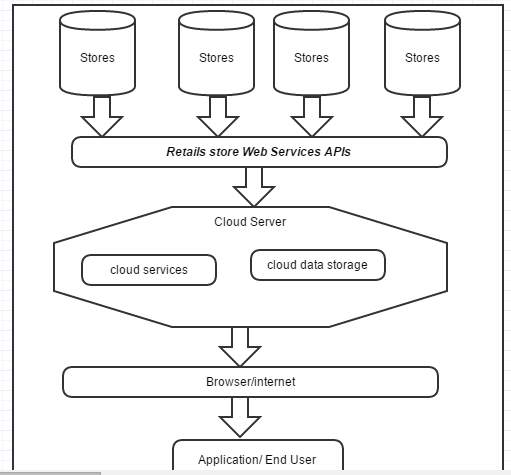 Stores Stores Stores Stores
Retails store Web Services APIs
Cloud Server
cloud services
cloud data storage
Browser/internet
Application/ End User